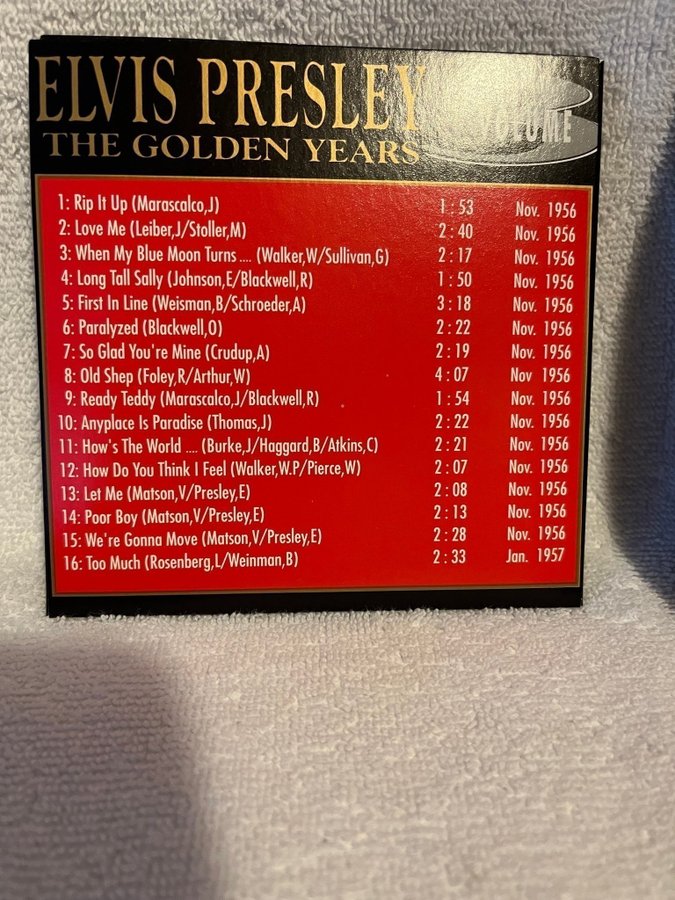 ELVIS PRESLEY
VOLUME
THE GOLDEN YEARS
1: Rip It Up (Marascalco,J) 1 : 53 Nov. 1956
2: Love Me (Leiber,J/Stoller,M) 2 : 40 Nov. 1956
3: When My Blue Moon Turns .... (Walker,W/Sullivan,G) 2 : 17 Nov. 1956
4: Long Tall Sally (Johnson,E/Blackwell,R) 1 : 50 Nov. 1956
5: First In Line (Weisman,B/Schroeder,A) 3 : 18 Nov. 1956
6: Paralyzed (Blackwell,O) 2 : 22 Nov. 1956
7: So Glad You're Mine (Crudup,A) 2 : 19 Nov. 1956
8: Old Shep (Foley,R/Arthur,W) 4 : 07 Nov 1956
9: Ready Teddy (Marascalco,J/Blackwell,R) 1 : 54 Nov. 1956
10: Anyplace Is Paradise (Thomas,J) 2 : 22 Nov. 1956
11: How's The World .... (Burke,J/Haggard,B/Atkins,C) 2 : 21 Nov. 1956
12: How Do You Think I Feel (Walker,W.P/Pierce,W) 2 : 07 Nov. 1956
13: Let Me (Matson,V/Presley,E) 2 : 08 Nov. 1956
14: Poor Boy (Matson,V/Presley,E) 2 : 13 Nov. 1956
15: We're Gonna Move (Matson,V/Presley,E) 2 : 28 Nov. 1956
16: Too Much (Rosenberg,L/Weinman,B) 2 : 33 Jan. 1957